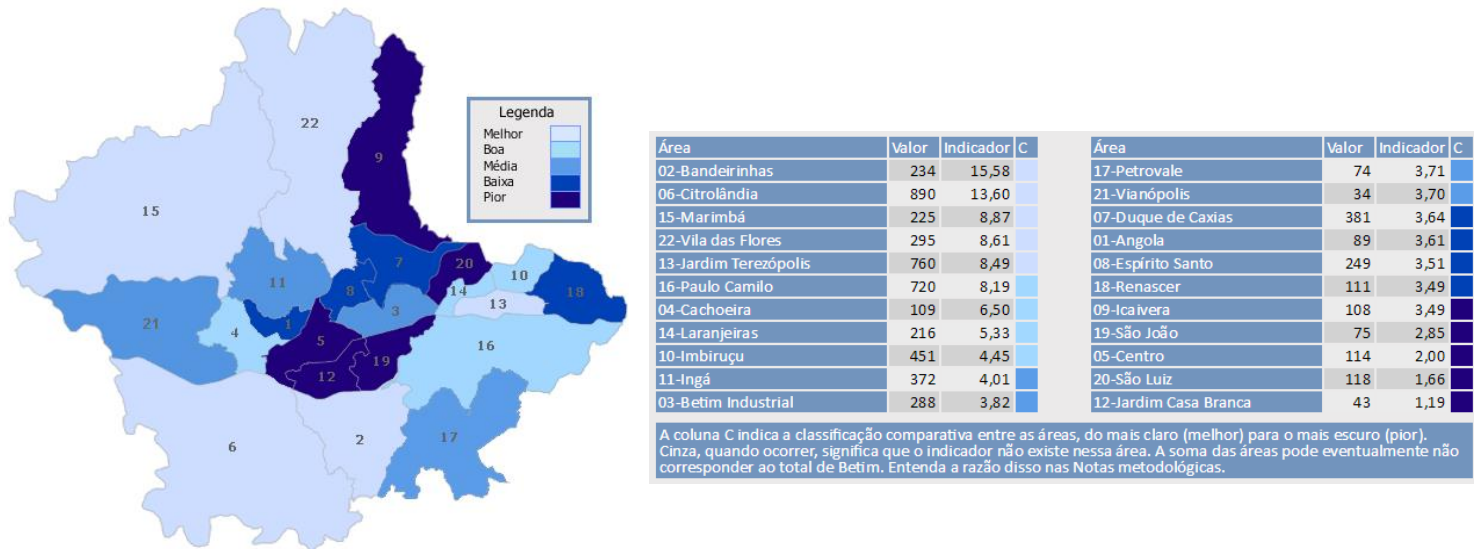 Legenda
Melhor
Boa
Média
Baixa
Pior
22
9
15
7
20
10
11
8
14
18
13
3
21
1
4
5
16
19
12
2
17
6
Área Valor Indicador C
02-Bandeirinhas 234 15,58
06-Citrolândia 890 13,60
15-Marimbá 225 8,87
22-Vila das Flores 295 8,61
13-Jardim Terezópolis 760 8,49
16-Paulo Camilo 720 8,19
04-Cachoeira 109 6,50
14-Laranjeiras 216 5,33
10-Imbiruçu 451 4,45
11-Ingá 372 4,01
03-Betim Industrial 288 3,82
Área Valor Indicador C
17-Petrovale 74 3,71
21-Vianópolis 34 3,70
07-Duque de Caxias 381 3,64
01-Angola 89 3,61
08-Espírito Santo 249 3,51
18-Renascer 111 3,49
09-Icaivera 108 3,49
19-São João 75 2,85
05-Centro 114 2,00
20-São Luiz 118 1,66
12-Jardim Casa Branca 43 1,19
A coluna C indica a classificação comparativa entre as áreas, do mais claro (melhor) para o mais escuro (pior).
Cinza, quando ocorrer, significa que o indicador não existe nessa área. A soma das áreas pode eventualmente não
corresponder ao total de Betim. Entenda a razão disso nas Notas metodológicas.